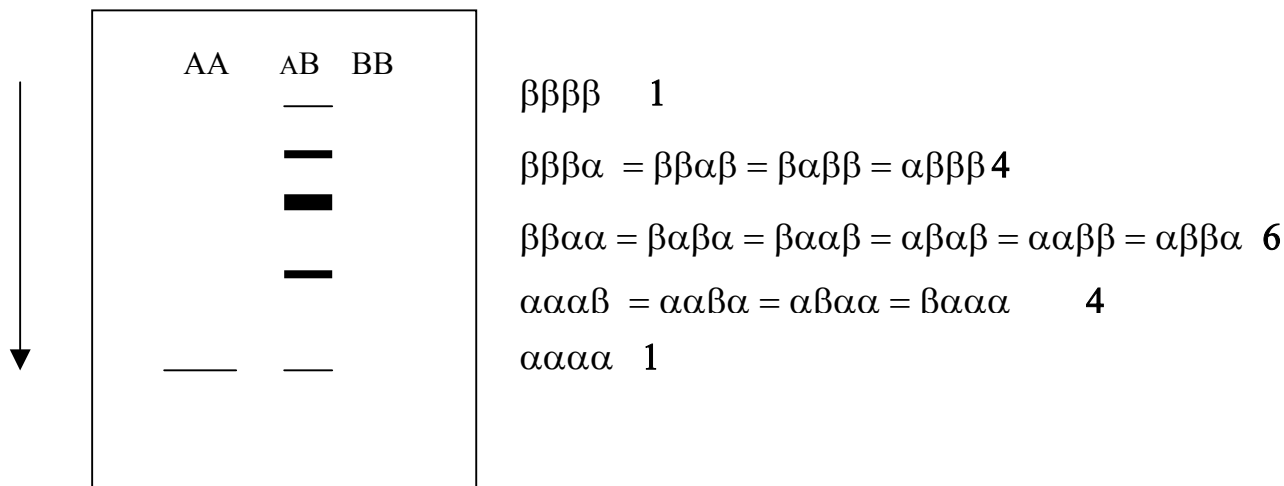 AA AB BB
ββββ 1
βββα = ββαβ = βαββ = αβββ 4
ββαα = βαβα = βααβ = αβαβ = ααββ = αββα 6
αααβ = ααβα = αβαα = βααα 4
αααα 1